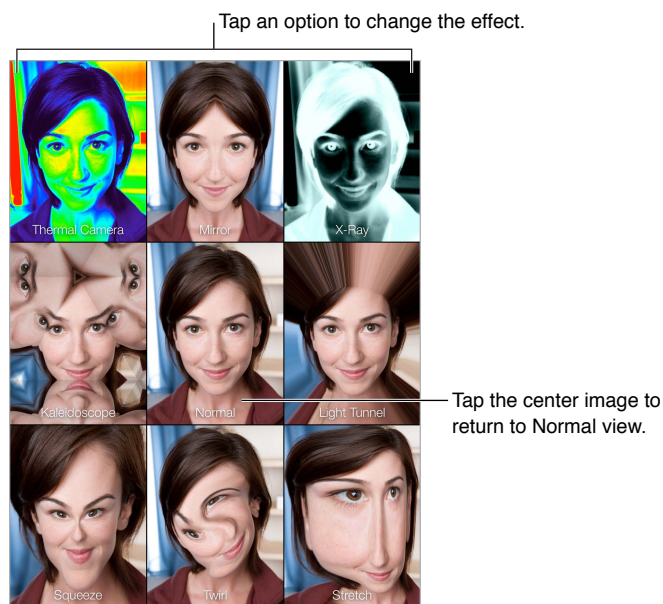 Tap an option to change the effect.
Thermal Camera
Mirror
X-Ray
Kaleidoscope
Normal
Light Tunnel
Tap the center image to
return to Normal view.
Squeeze
Twirl
Stretch